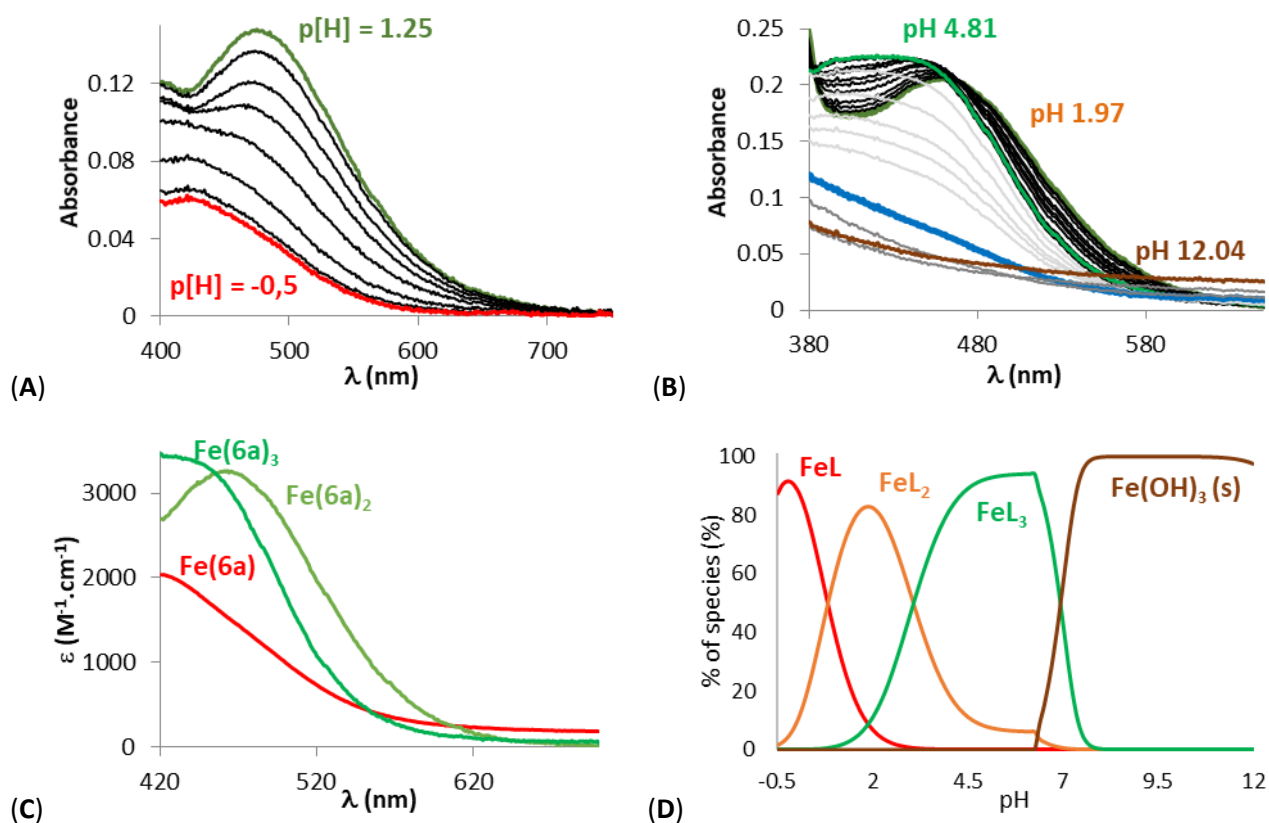 p[H] = 1.25
0.12
0.08
0.04
0
Absorbance
p[H] = -0,5
400 500 600 700
λ (nm)
(A)
0.25
0.2
0.15
0.1
0.05
0
Absorbance
pH 4.81
pH 1.97
pH 12.04
380 480 580
λ (nm)
(B)
3000
2000
1000
0
ε (M⁻¹.cm⁻¹)
Fe(6a)₃
Fe(6a)₂
Fe(6a)
420 520 620
λ (nm)
(C)
100
80
60
40
20
0
% of species (%)
FeL
FeL₂
FeL₃
Fe(OH)₃ (s)
-0.5 2 4.5 7 9.5 12
pH
(D)